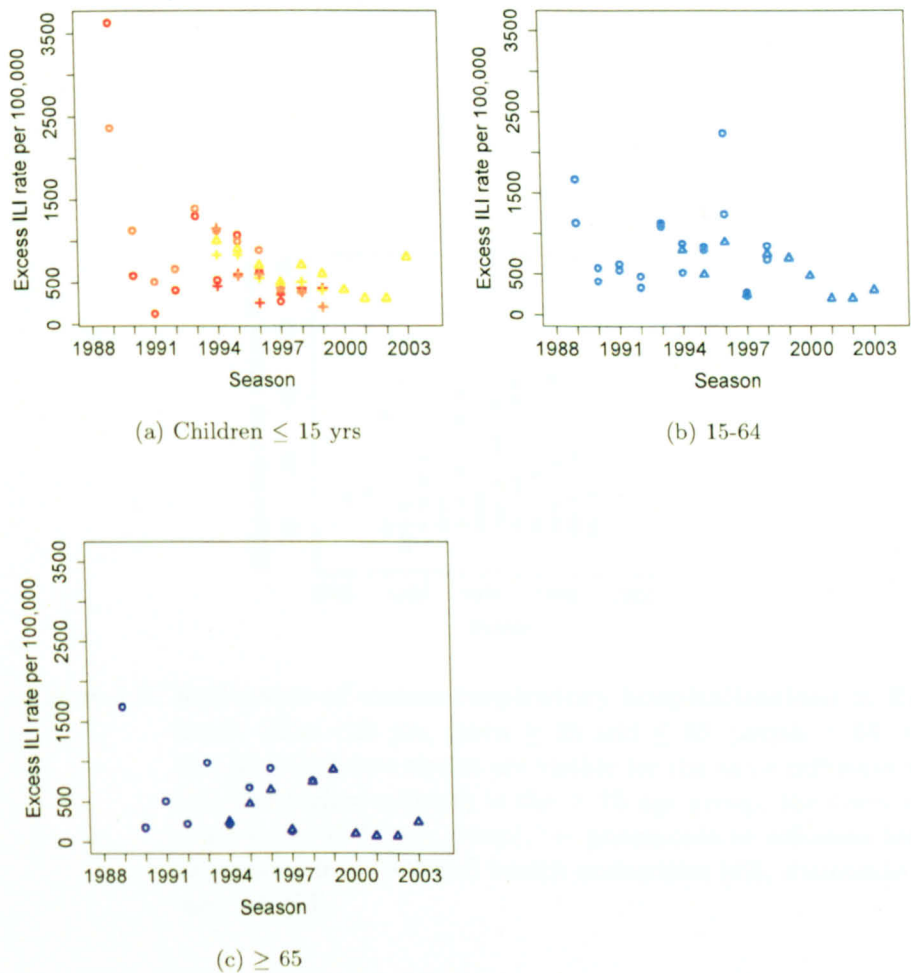 Excess ILI rate per 100,000
3500
2500
1500
500
0
1988 1991 1994 1997 2000 2003
Season
(a) Children ≤ 15 yrs
Excess ILI rate per 100,000
3500
2500
1500
500
0
1988 1991 1994 1997 2000 2003
Season
(b) 15-64
Excess ILI rate per 100,000
3500
2500
1500
500
0
1988 1991 1994 1997 2000 2003
Season
(c) ≥ 65